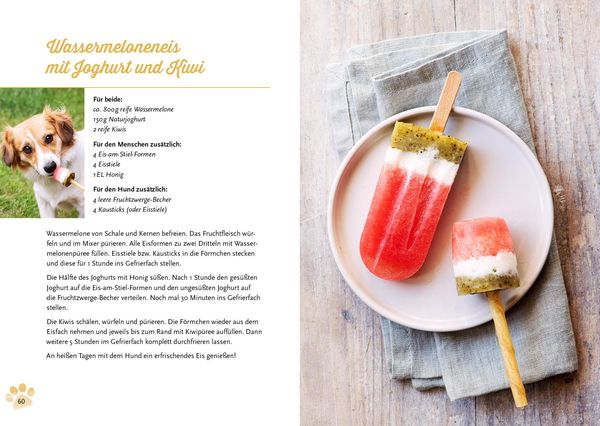 Wassermeloneneis
mit Joghurt und Kiwi
Für beide:
ca. 800g reife Wassermelone
150g Naturjoghurt
2 reife Kiwis
Für den Menschen zusätzlich:
4 Eis-am-Stiel-Formen
4 Eisstiele
1 EL Honig
Für den Hund zusätzlich:
4 leere Fruchtzwerge-Becher
4 Kausticks (oder Eisstiele)
Wassermelone von Schale und Kernen befreien. Das Fruchtfleisch wür-
feln und im Mixer pürieren. Alle Eisformen zu zwei Dritteln mit Wasser-
melonenpüree füllen. Eisstiele bzw. Kausticks in die Förmchen stecken
und diese für 1 Stunde ins Gefrierfach stellen.
Die Hälfte des Joghurts mit Honig süßen. Nach 1 Stunde den gesüßten
Joghurt auf die Eis-am-Stiel-Formen und den ungesüßten Joghurt auf
die Fruchtzwerge-Becher verteilen. Noch mal 30 Minuten ins Gefrierfach
stellen.
Die Kiwis schälen, würfeln und pürieren. Die Förmchen wieder aus dem
Eisfach nehmen und jeweils bis zum Rand mit Kiwipüree auffüllen. Dann
weitere 5 Stunden im Gefrierfach komplett durchfrieren lassen.
An heißen Tagen mit dem Hund ein erfrischendes Eis genießen!
60